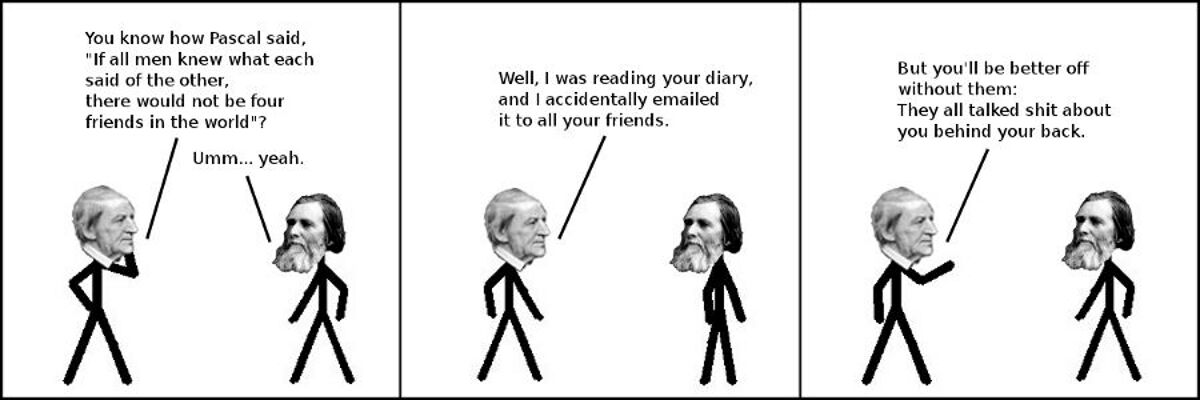 You know how Pascal said,
"If all men knew what each
said of the other,
there would not be four
friends in the world"?
Umm... yeah.
Well, I was reading your diary,
and I accidentally emailed
it to all your friends.
But you'll be better off
without them:
They all talked shit about
you behind your back.